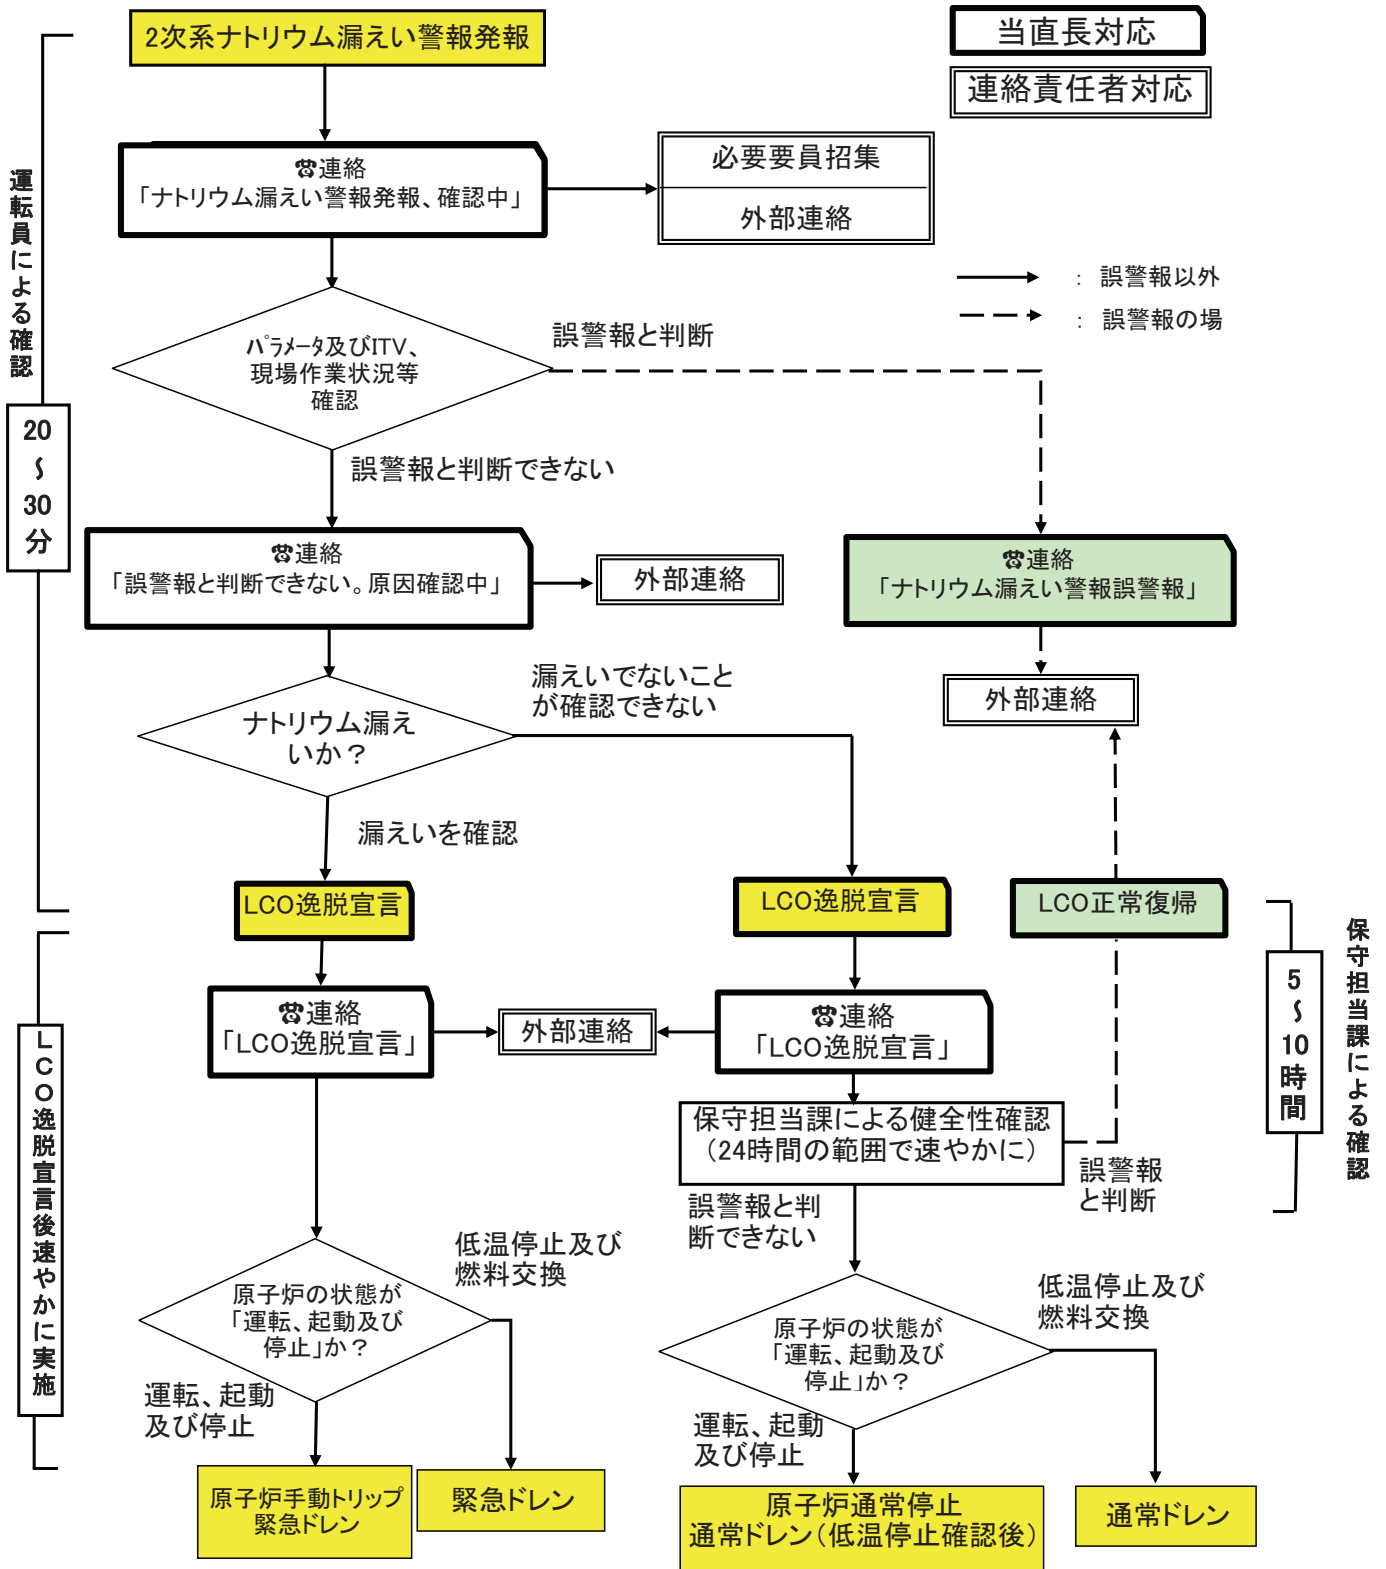 2次系ナトリウム漏えい警報発報
当直長対応
連絡責任者対応
☎連絡
「ナトリウム漏えい警報発報、確認中」
必要要員招集
外部連絡
運転員による確認
20～30分
： 誤警報以外
： 誤警報の場
パラメータ及びITV、
現場作業状況等
確認
誤警報と判断
誤警報と判断できない
☎連絡
「誤警報と判断できない。原因確認中」
外部連絡
☎連絡
「ナトリウム漏えい警報誤警報」
外部連絡
ナトリウム漏え
いか？
漏えいでないこと
が確認できない
漏えいを確認
LCO逸脱宣言
LCO逸脱宣言
LCO正常復帰
☎連絡
「LCO逸脱宣言」
外部連絡
☎連絡
「LCO逸脱宣言」
保守担当課による確認
5～10時間
LCO逸脱宣言後速やかに実施
保守担当課による健全性確認
（24時間の範囲で速やかに）
誤警報
と判断
誤警報と判
断できない
原子炉の状態が
「運転、起動及び
停止」か？
低温停止及び
燃料交換
運転、起動
及び停止
原子炉の状態が
「運転、起動及び
停止」か？
低温停止及び
燃料交換
運転、起動
及び停止
原子炉手動トリップ
緊急ドレン
緊急ドレン
原子炉通常停止
通常ドレン（低温停止確認後）
通常ドレン